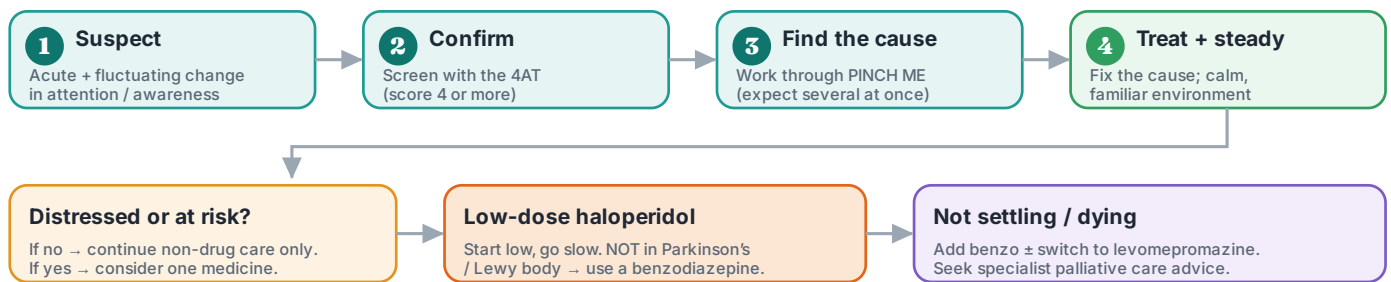 1 Suspect
Acute + fluctuating change
in attention / awareness
2 Confirm
Screen with the 4AT
(score 4 or more)
3 Find the cause
Work through PINCH ME
(expect several at once)
4 Treat + steady
Fix the cause; calm,
familiar environment
Distressed or at risk?
If no → continue non-drug care only.
If yes → consider one medicine.
Low-dose haloperidol
Start low, go slow. NOT in Parkinson’s
/ Lewy body → use a benzodiazepine.
Not settling / dying
Add benzo ± switch to levomepromazine.
Seek specialist palliative care advice.